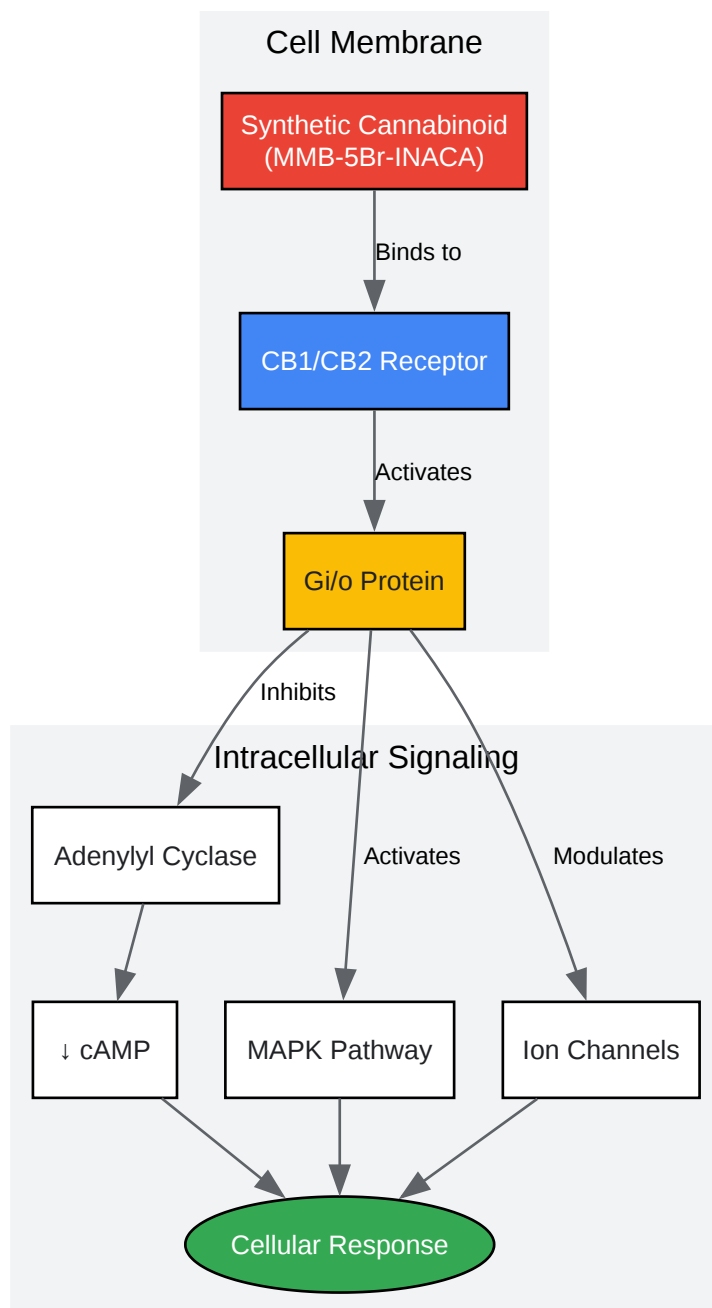 Cell Membrane
Synthetic Cannabinoid
(MMB-5Br-INACA)
Binds to
CB1/CB2 Receptor
Activates
Gi/o Protein
Inhibits
Intracellular Signaling
Adenylyl Cyclase
Activates
Modulates
↓ cAMP
MAPK Pathway
Ion Channels
Cellular Response